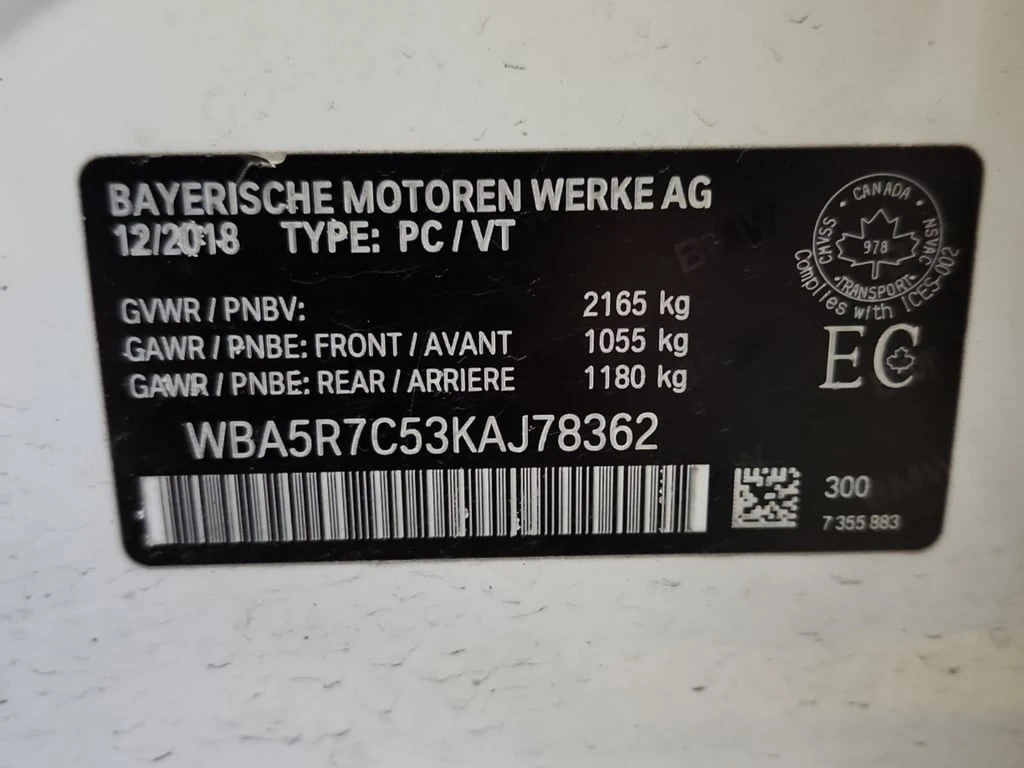 BAYERISCHE MOTOREN WERKE AG
12/2018 TYPE: PC / VT
GVWR / PNBV: 2165 kg
GAWR / PNBE: FRONT / AVANT 1055 kg
GAWR / PNBE: REAR / ARRIERE 1180 kg
WBA5R7C53KAJ78362
CANADA
CMVSS
NSVAC
978
TRANSPORT
Complies with ICES-002
EC
300
7 355 883
BMW
BMW